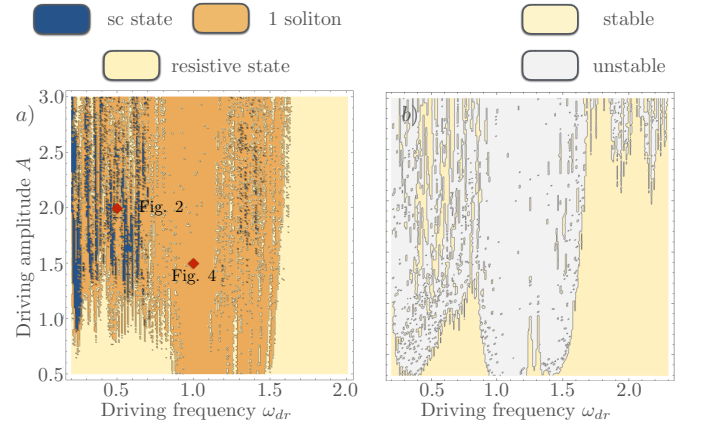 sc state
1 soliton
resistive state
stable
unstable
a)
b)
Driving amplitude A
3.0
2.5
2.0
1.5
1.0
0.5
Fig. 2
Fig. 4
0.5 1.0 1.5 2.0
Driving frequency ω_dr
0.5 1.0 1.5 2.0
Driving frequency ω_dr